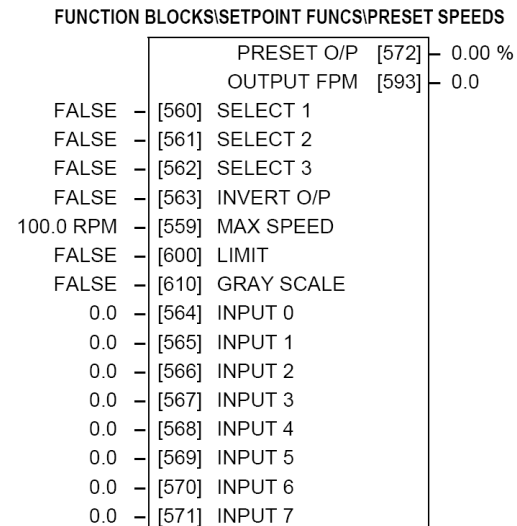 FUNCTION BLOCKS\SETPOINT FUNCS\PRESET SPEEDS
PRESET O/P [572] – 0.00 %
OUTPUT FPM [593] – 0.0
FALSE – [560] SELECT 1
FALSE – [561] SELECT 2
FALSE – [562] SELECT 3
FALSE – [563] INVERT O/P
100.0 RPM – [559] MAX SPEED
FALSE – [600] LIMIT
FALSE – [610] GRAY SCALE
0.0 – [564] INPUT 0
0.0 – [565] INPUT 1
0.0 – [566] INPUT 2
0.0 – [567] INPUT 3
0.0 – [568] INPUT 4
0.0 – [569] INPUT 5
0.0 – [570] INPUT 6
0.0 – [571] INPUT 7